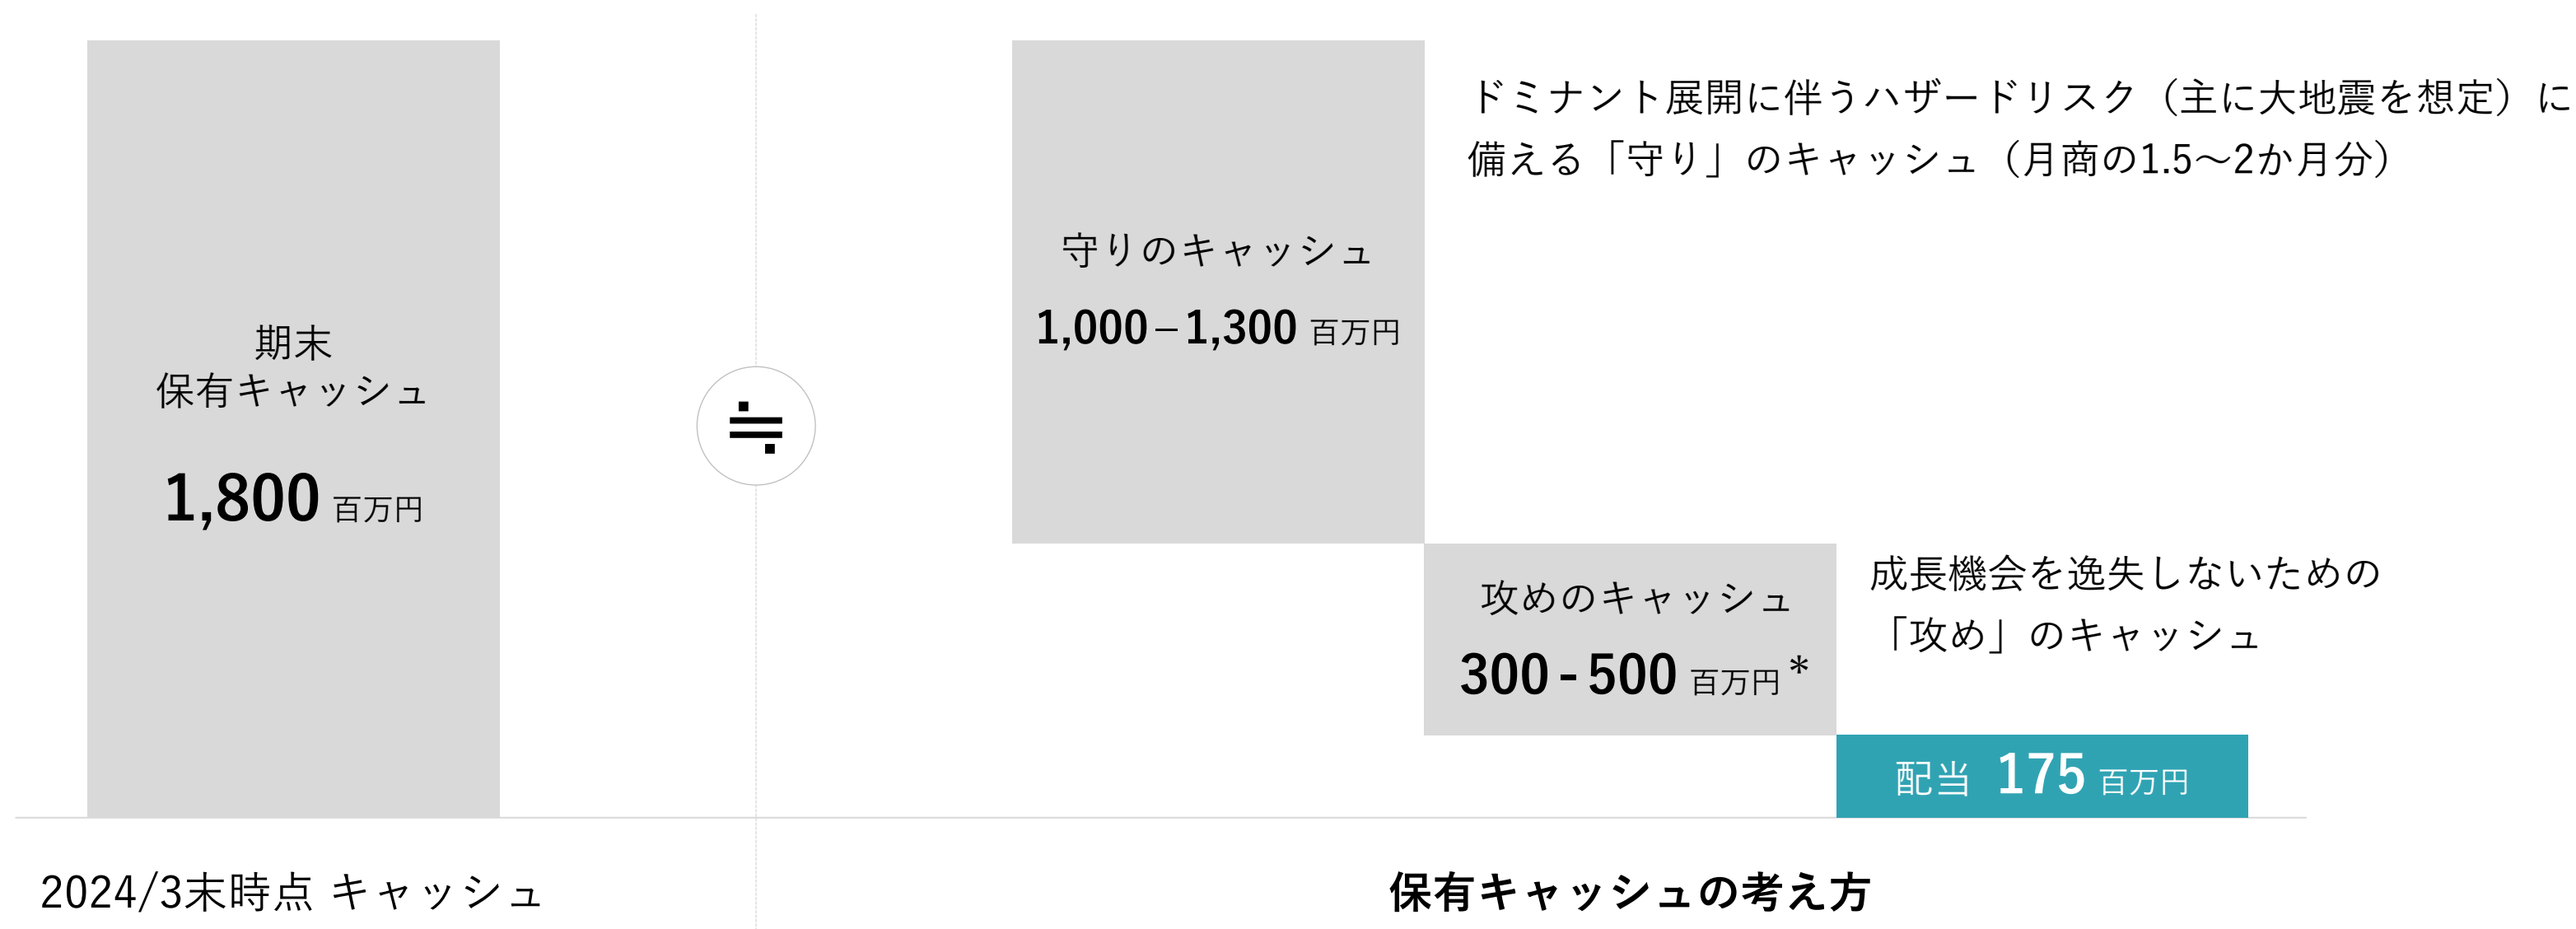 期末
保有キャッシュ
1,800 百万円
2024/3末時点 キャッシュ
≒
守りのキャッシュ
1,000–1,300 百万円
ドミナント展開に伴うハザードリスク（主に大地震を想定）に
備える「守り」のキャッシュ（月商の1.5～2か月分）
攻めのキャッシュ
300-500 百万円*
成長機会を逸失しないための
「攻め」のキャッシュ
配当 175 百万円
保有キャッシュの考え方